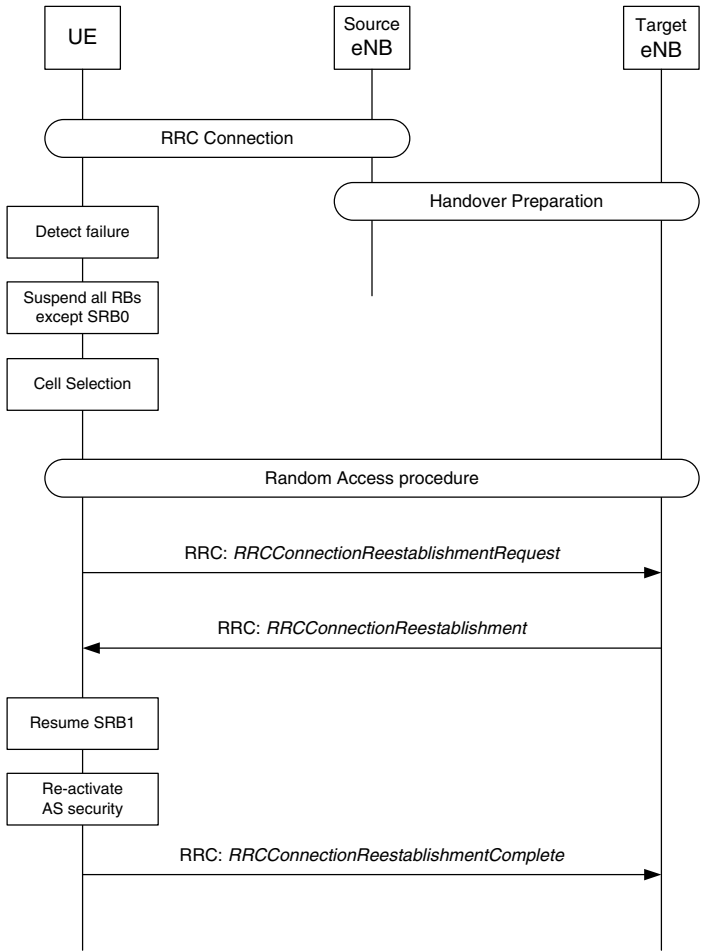 UE
Source
eNB
Target
eNB
RRC Connection
Handover Preparation
Detect failure
Suspend all RBs
except SRB0
Cell Selection
Random Access procedure
RRC: RRCConnectionReestablishmentRequest
RRC: RRCConnectionReestablishment
Resume SRB1
Re-activate
AS security
RRC: RRCConnectionReestablishmentComplete